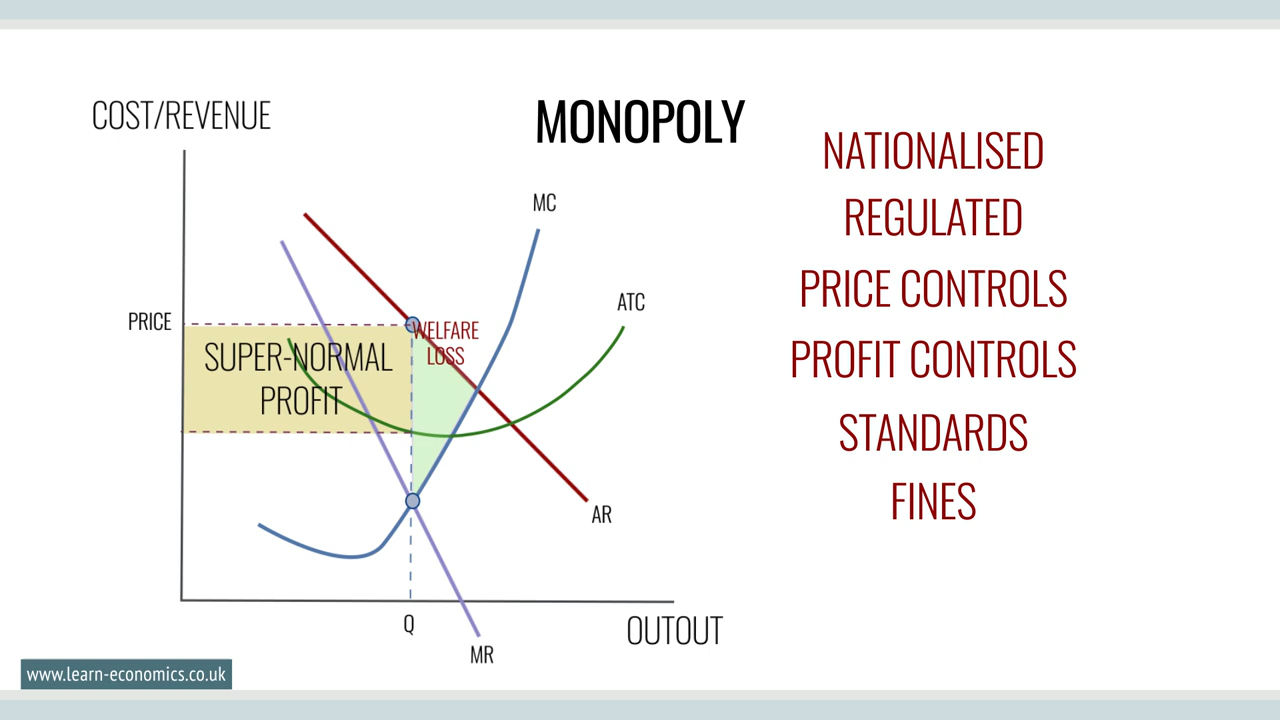 COST/REVENUE
MONOPOLY
NATIONALISED
REGULATED
PRICE CONTROLS
PROFIT CONTROLS
STANDARDS
FINES
MC
ATC
PRICE
WELFARE
LOSS
SUPER-NORMAL
PROFIT
AR
Q
OUTOUT
MR
www.learn-economics.co.uk